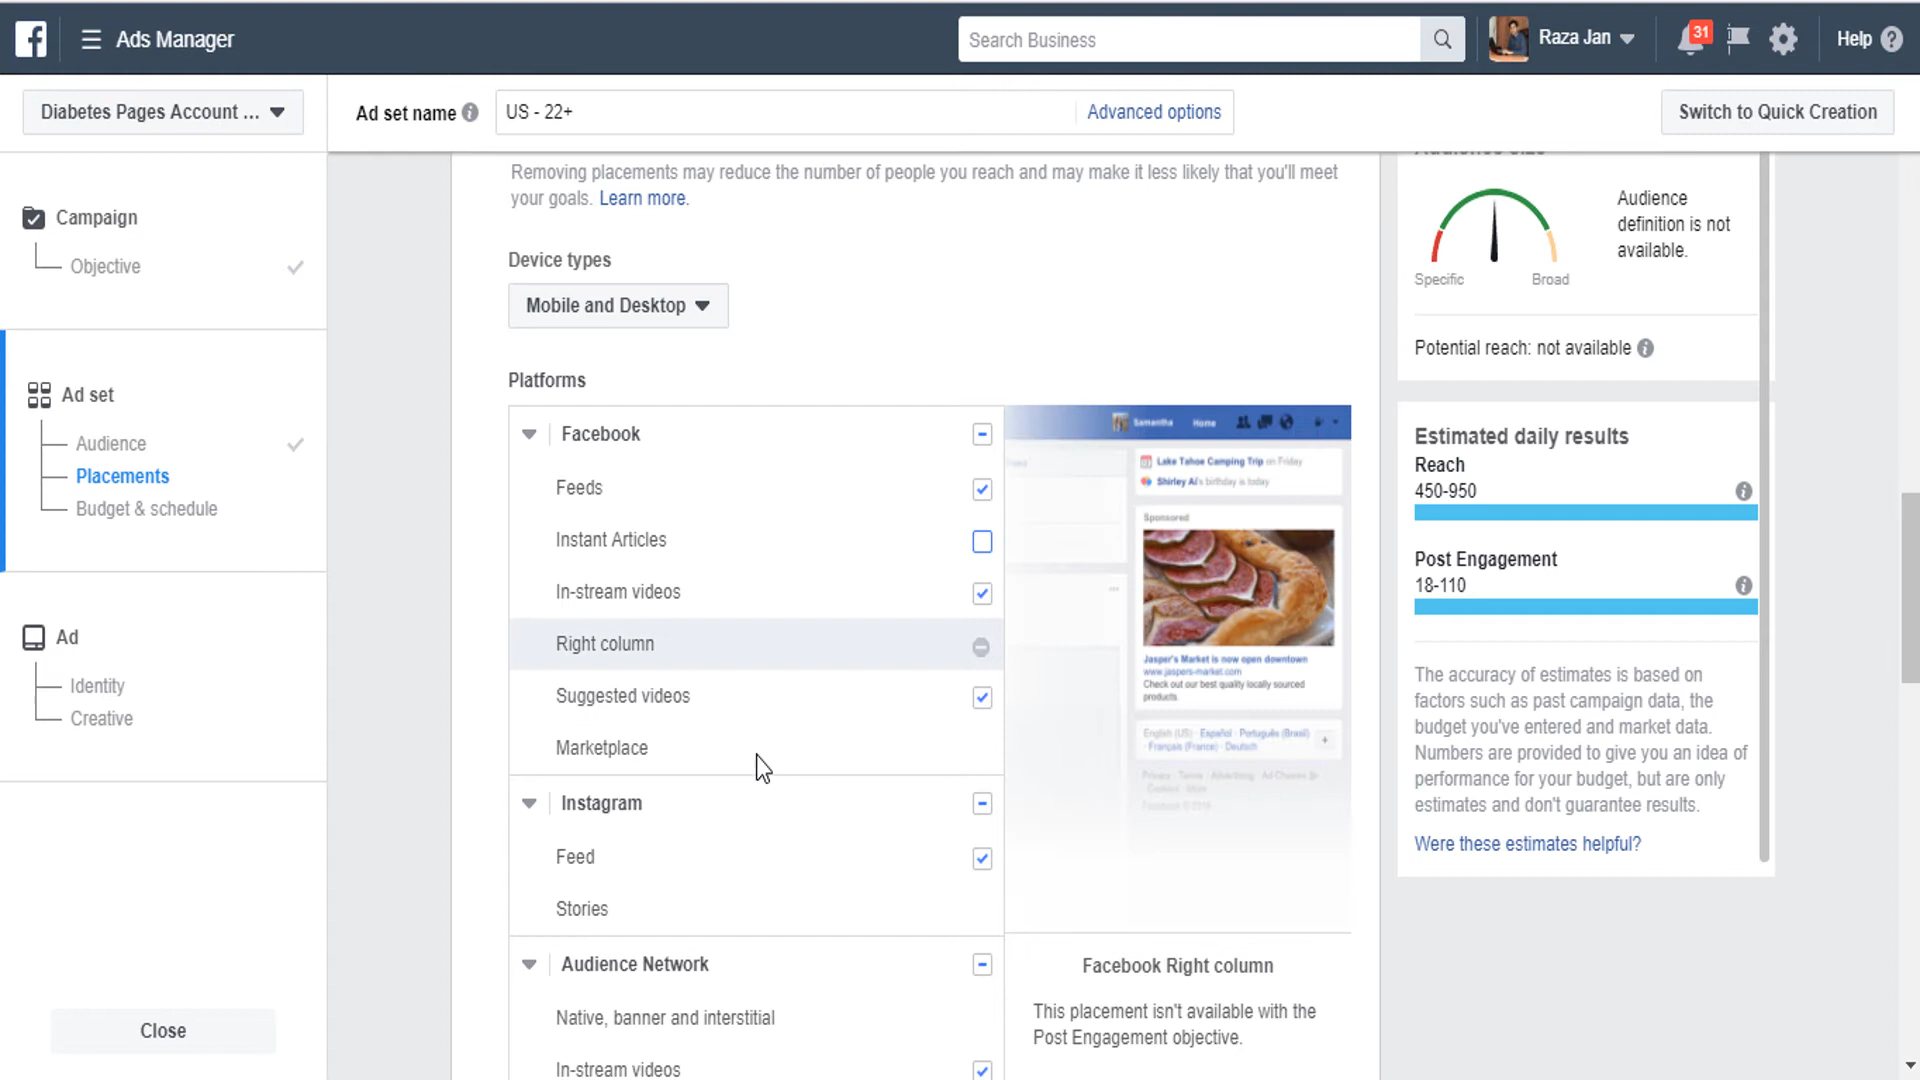 Ads Manager
Search Business
Raza Jan
31
Help
Diabetes Pages Account ...
Ad set name
US - 22+
Advanced options
Switch to Quick Creation
Campaign
Objective
Ad set
Audience
Placements
Budget & schedule
Ad
Identity
Creative
Close
Removing placements may reduce the number of people you reach and may make it less likely that you'll meet
your goals. Learn more.
Device types
Mobile and Desktop
Platforms
Facebook
Feeds
Instant Articles
In-stream videos
Right column
Suggested videos
Marketplace
Instagram
Feed
Stories
Audience Network
Native, banner and interstitial
In-stream videos
Samantha
Home
Lake Tahoe Camping Trip on Friday
Shirley Al's birthday is today
Sponsored
Jasper's Market is now open downtown
www.jaspers-market.com
Check out our best quality locally sourced
products.
English (US) · Español · Português (Brasil)
· Français (France) · Deutsch
Privacy · Terms · Advertising · Ad Choices
Cookies · More
Facebook © 2016
Facebook Right column
This placement isn't available with the
Post Engagement objective.
Audience size
Specific
Broad
Audience
definition is not
available.
Potential reach: not available
Estimated daily results
Reach
450-950
Post Engagement
18-110
The accuracy of estimates is based on
factors such as past campaign data, the
budget you've entered and market data.
Numbers are provided to give you an idea of
performance for your budget, but are only
estimates and don't guarantee results.
Were these estimates helpful?